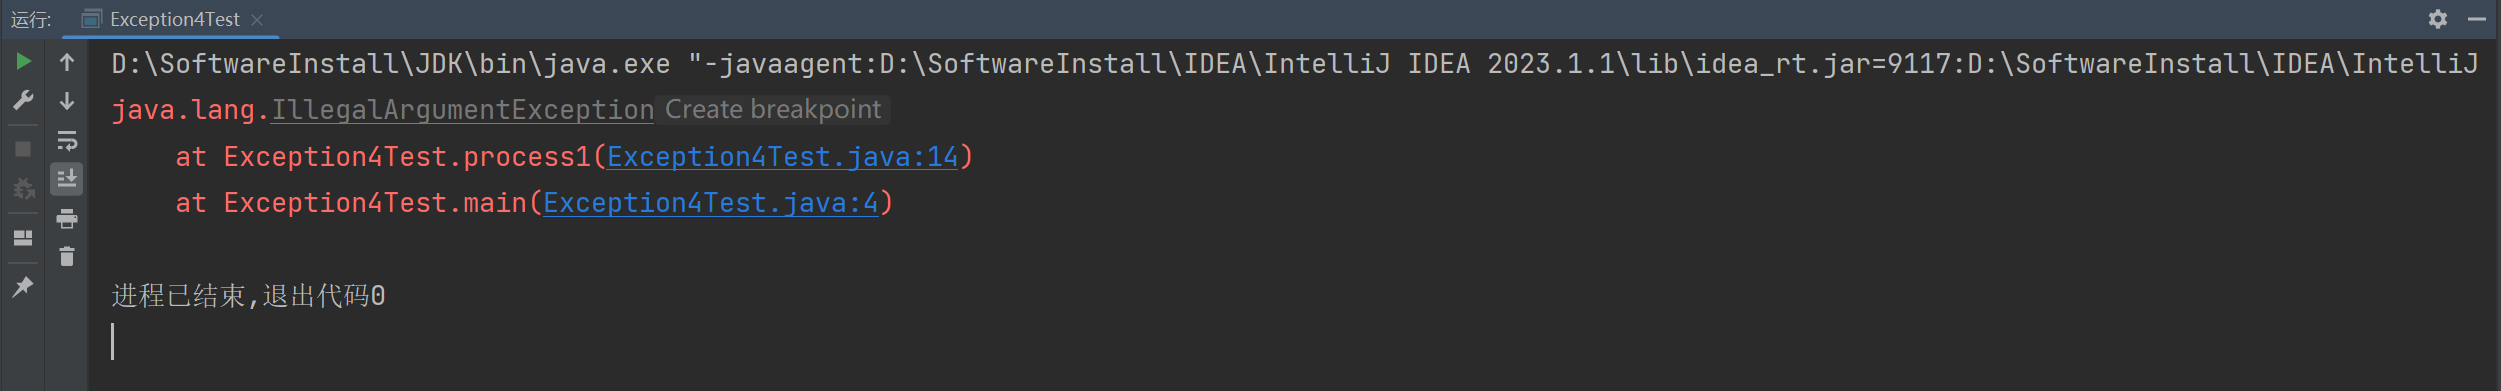 运行: Exception4Test
D:\SoftwareInstall\JDK\bin\java.exe "-javaagent:D:\SoftwareInstall\IDEA\IntelliJ IDEA 2023.1.1\lib\idea_rt.jar=9117:D:\SoftwareInstall\IDEA\IntelliJ
java.lang.IllegalArgumentException Create breakpoint
at Exception4Test.process1(Exception4Test.java:14)
at Exception4Test.main(Exception4Test.java:4)
进程已结束,退出代码0